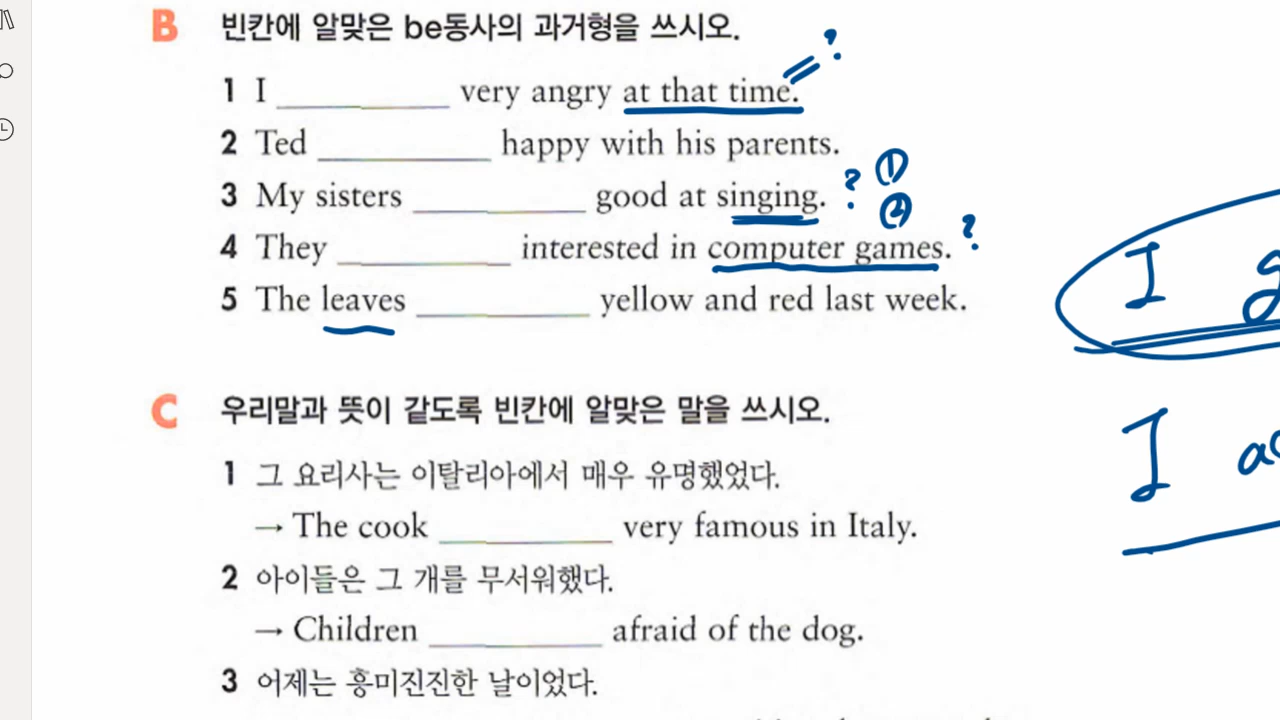 B 빈칸에 알맞은 be동사의 과거형을 쓰시오.
?
1 I __________ very angry at that time.
2 Ted __________ happy with his parents.
? ①
3 My sisters __________ good at singing.
②
4 They __________ interested in computer games. ?
5 The leaves __________ yellow and red last week.
I
C 우리말과 뜻이 같도록 빈칸에 알맞은 말을 쓰시오.
I
1 그 요리사는 이탈리아에서 매우 유명했었다.
→ The cook __________ very famous in Italy.
2 아이들은 그 개를 무서워했다.
→ Children __________ afraid of the dog.
3 어제는 흥미진진한 날이었다.